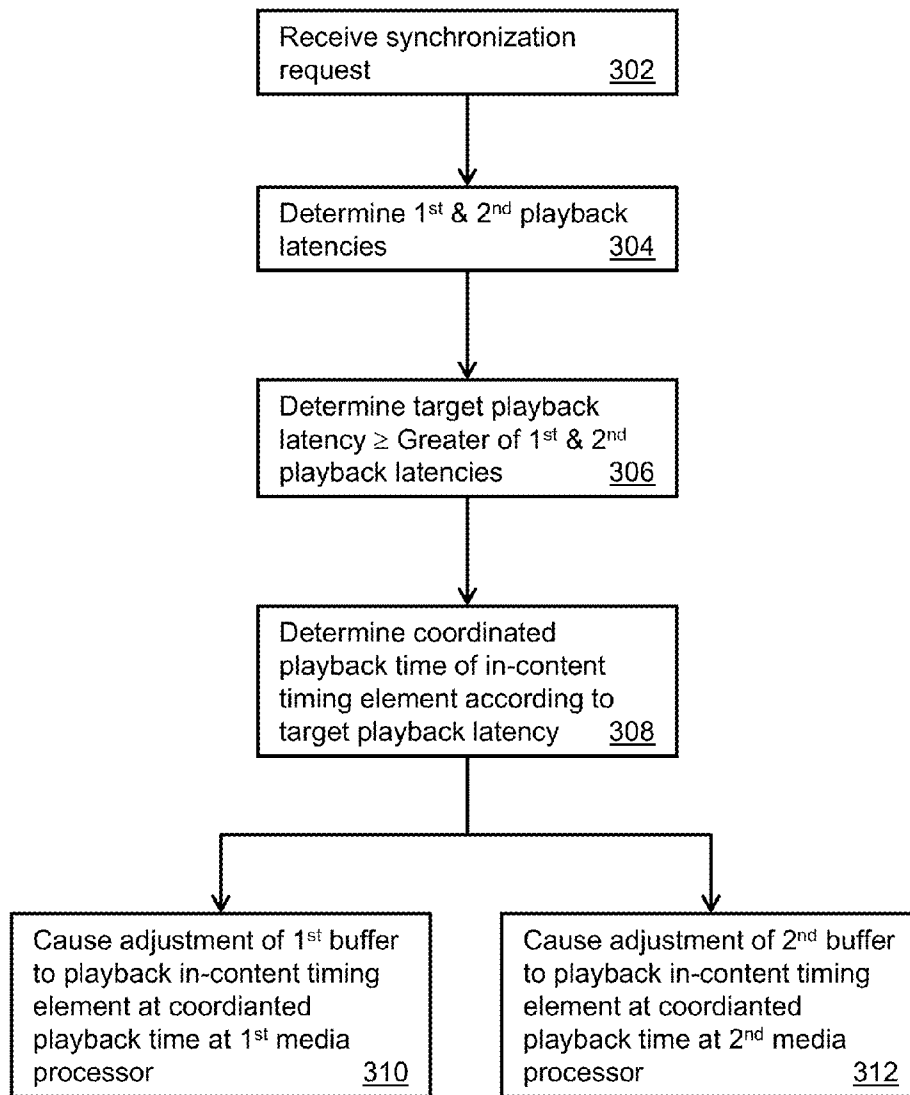 Receive synchronization
request 302
Determine 1st & 2nd playback
latencies 304
Determine target playback
latency ≥ Greater of 1st & 2nd
playback latencies 306
Determine coordinated
playback time of in-content
timing element according to
target playback latency 308
Cause adjustment of 1st buffer
to playback in-content timing
element at coordianted
playback time at 1st media
processor 310
Cause adjustment of 2nd buffer
to playback in-content timing
element at coordianted
playback time at 2nd media
processor 312